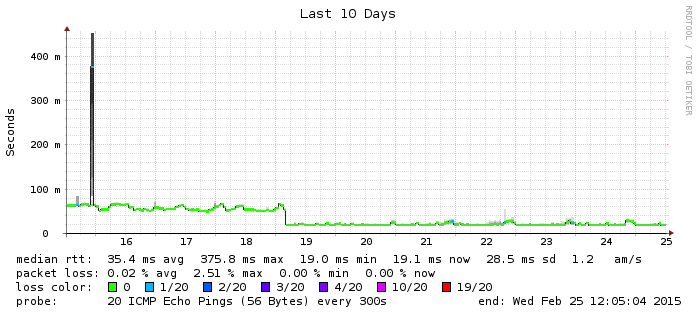 Last 10 Days
RRDTOOL / TOBI OETIKER
Seconds
400 m
300 m
200 m
100 m
0
16 17 18 19 20 21 22 23 24 25
median rtt: 35.4 ms avg 375.8 ms max 19.0 ms min 19.1 ms now 28.5 ms sd 1.2 am/s
packet loss: 0.02 % avg 2.51 % max 0.00 % min 0.00 % now
loss color: 0 1/20 2/20 3/20 4/20 10/20 19/20
probe: 20 ICMP Echo Pings (56 Bytes) every 300s end: Wed Feb 25 12:05:04 2015